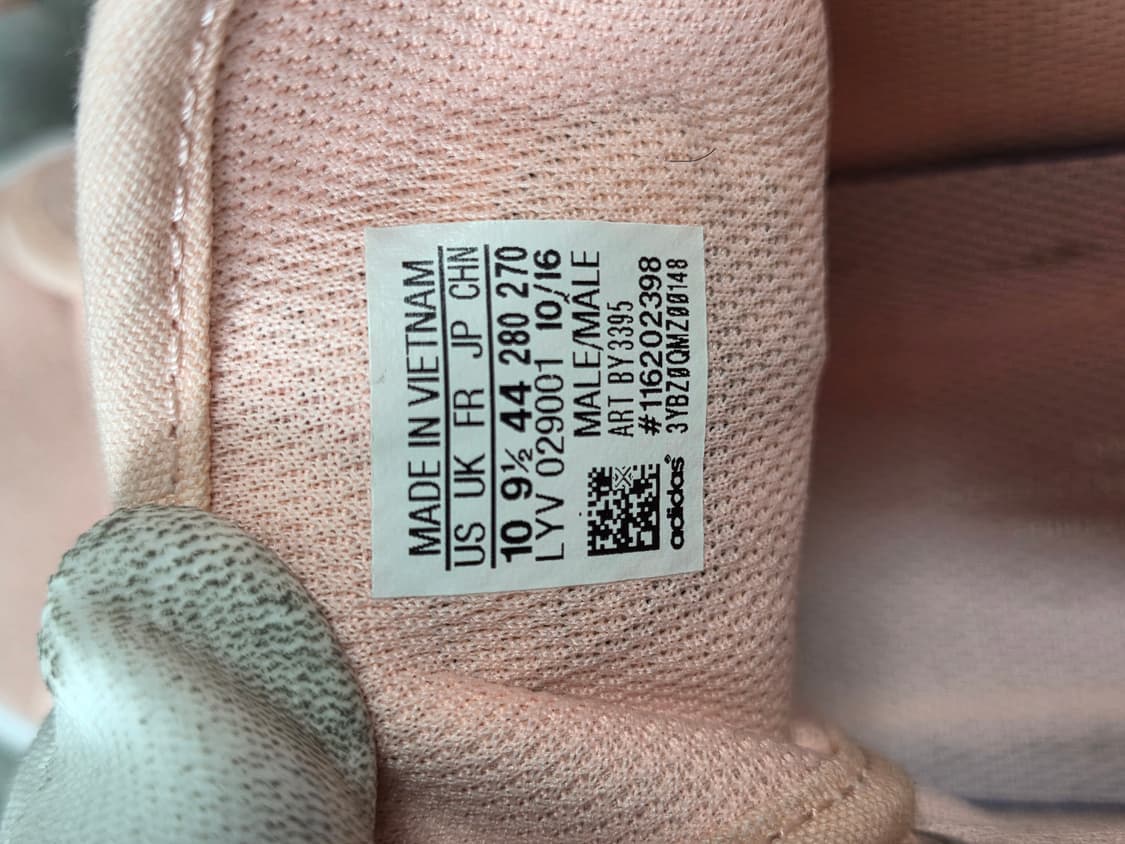 MADE IN VIETNAM
US UK FR JP CHN
10 9½ 44 280 270
LYV 029001 10/16
MALE/MALE
ART BY3395
#116202398
3YBZ0QMZ00148
adidas®